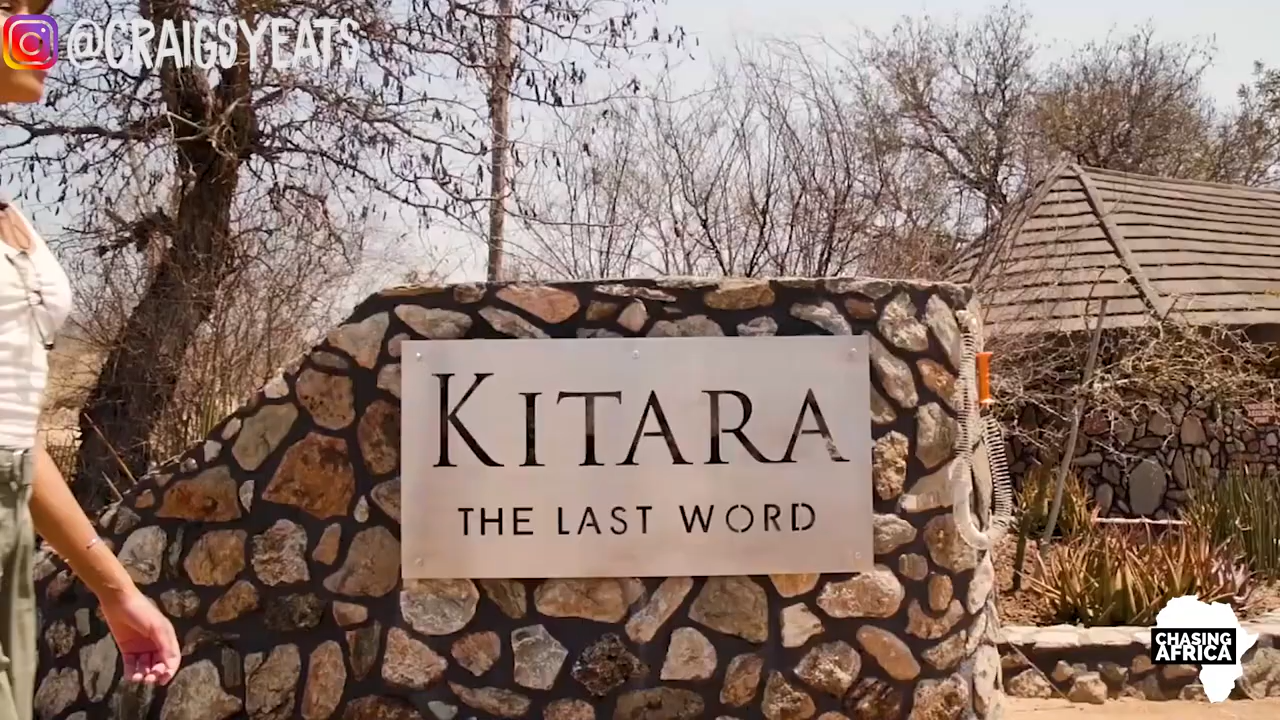 @CRAIGSYEATS
KITARA
THE LAST WORD
CHASING
AFRICA